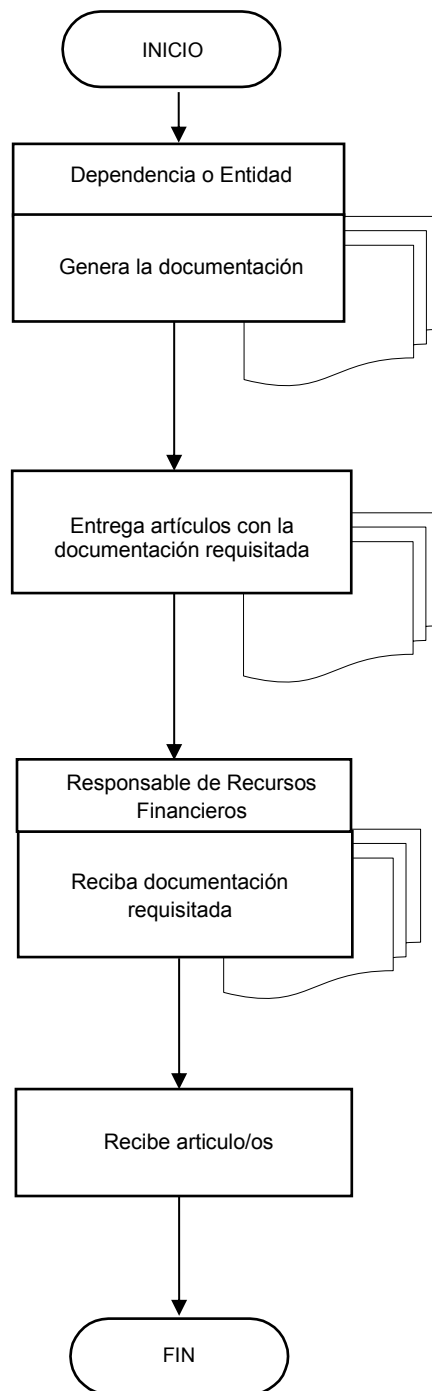 INICIO
Dependencia o Entidad
Genera la documentación
Entrega artículos con la
documentación requisitada
Responsable de Recursos
Financieros
Reciba documentación
requisitada
Recibe articulo/os
FIN